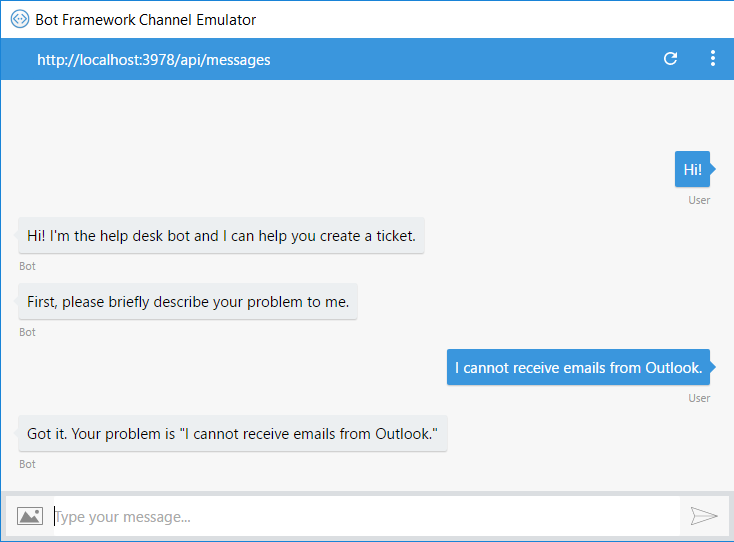 Bot Framework Channel Emulator
http://localhost:3978/api/messages
Hi!
User
Hi! I'm the help desk bot and I can help you create a ticket.
Bot
First, please briefly describe your problem to me.
Bot
I cannot receive emails from Outlook.
User
Got it. Your problem is "I cannot receive emails from Outlook."
Bot
Type your message...